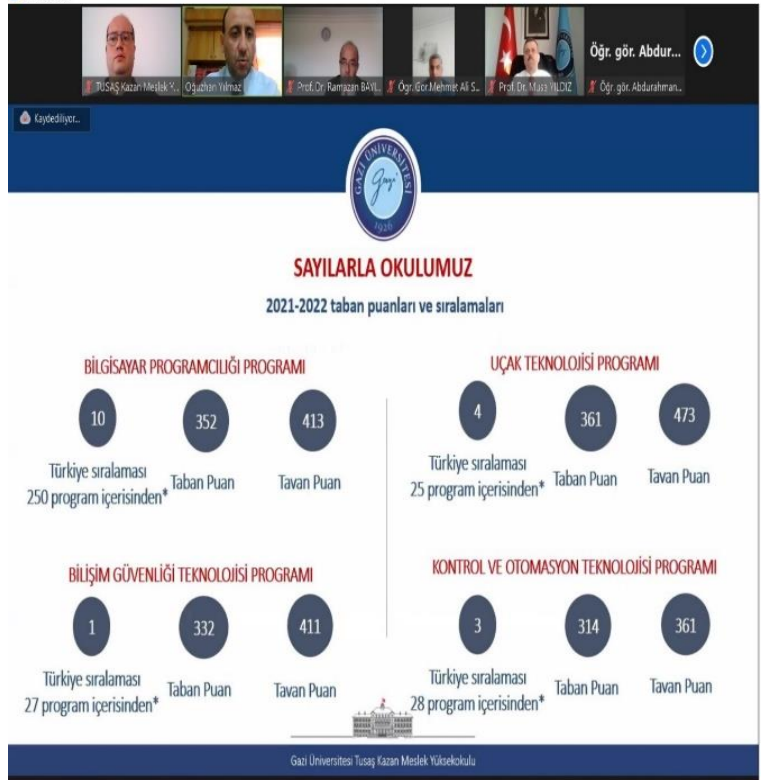 Öğr. gör. Abdur...
TUSAŞ Kazan Meslek Y...
Oğuzhan Yılmaz
Prof. Dr. Ramazan BAYI...
Ögr.Gor.Mehmet Ali S...
Prof. Dr. Musa YILDIZ
Öğr. gör. Abdurahman...
Kaydediliyor...
GAZİ ÜNİVERSİTESİ
Gazi
1926
SAYILARLA OKULUMUZ
2021-2022 taban puanları ve sıralamaları
BİLGİSAYAR PROGRAMCILIĞI PROGRAMI
10
352
413
Türkiye sıralaması
250 program içerisinden*
Taban Puan
Tavan Puan
UÇAK TEKNOLOJİSİ PROGRAMI
4
361
473
Türkiye sıralaması
25 program içerisinden*
Taban Puan
Tavan Puan
BİLİŞİM GÜVENLİĞİ TEKNOLOJİSİ PROGRAMI
1
332
411
Türkiye sıralaması
27 program içerisinden*
Taban Puan
Tavan Puan
KONTROL VE OTOMASYON TEKNOLOJİSİ PROGRAMI
3
314
361
Türkiye sıralaması
28 program içerisinden*
Taban Puan
Tavan Puan
Gazi Üniversitesi Tusaş Kazan Meslek Yüksekokulu